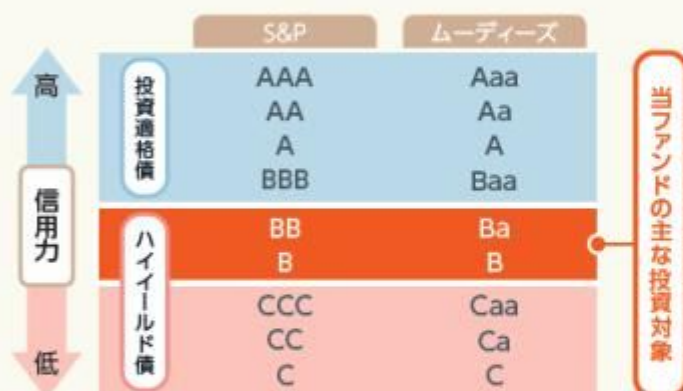 S&P ムーディーズ
高
信用力
低
投資適格債
AAA Aaa
AA Aa
A A
BBB Baa
ハイイールド債
BB Ba
B B
CCC Caa
CC Ca
C C
当ファンドの主な投資対象